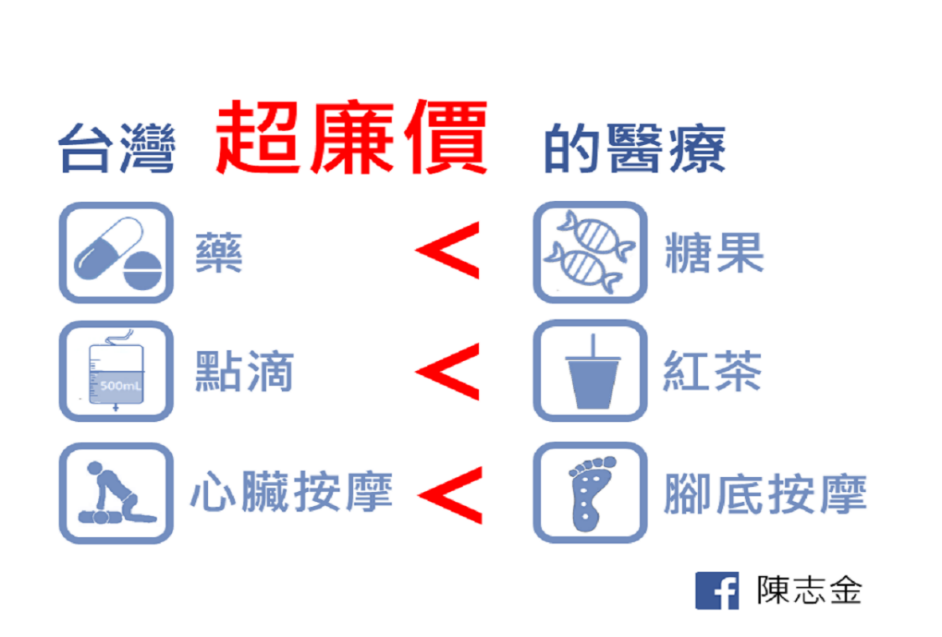 台灣 超廉價 的醫療
藥 < 糖果
500mL
點滴 < 紅茶
心臟按摩 < 腳底按摩
f 陳志金